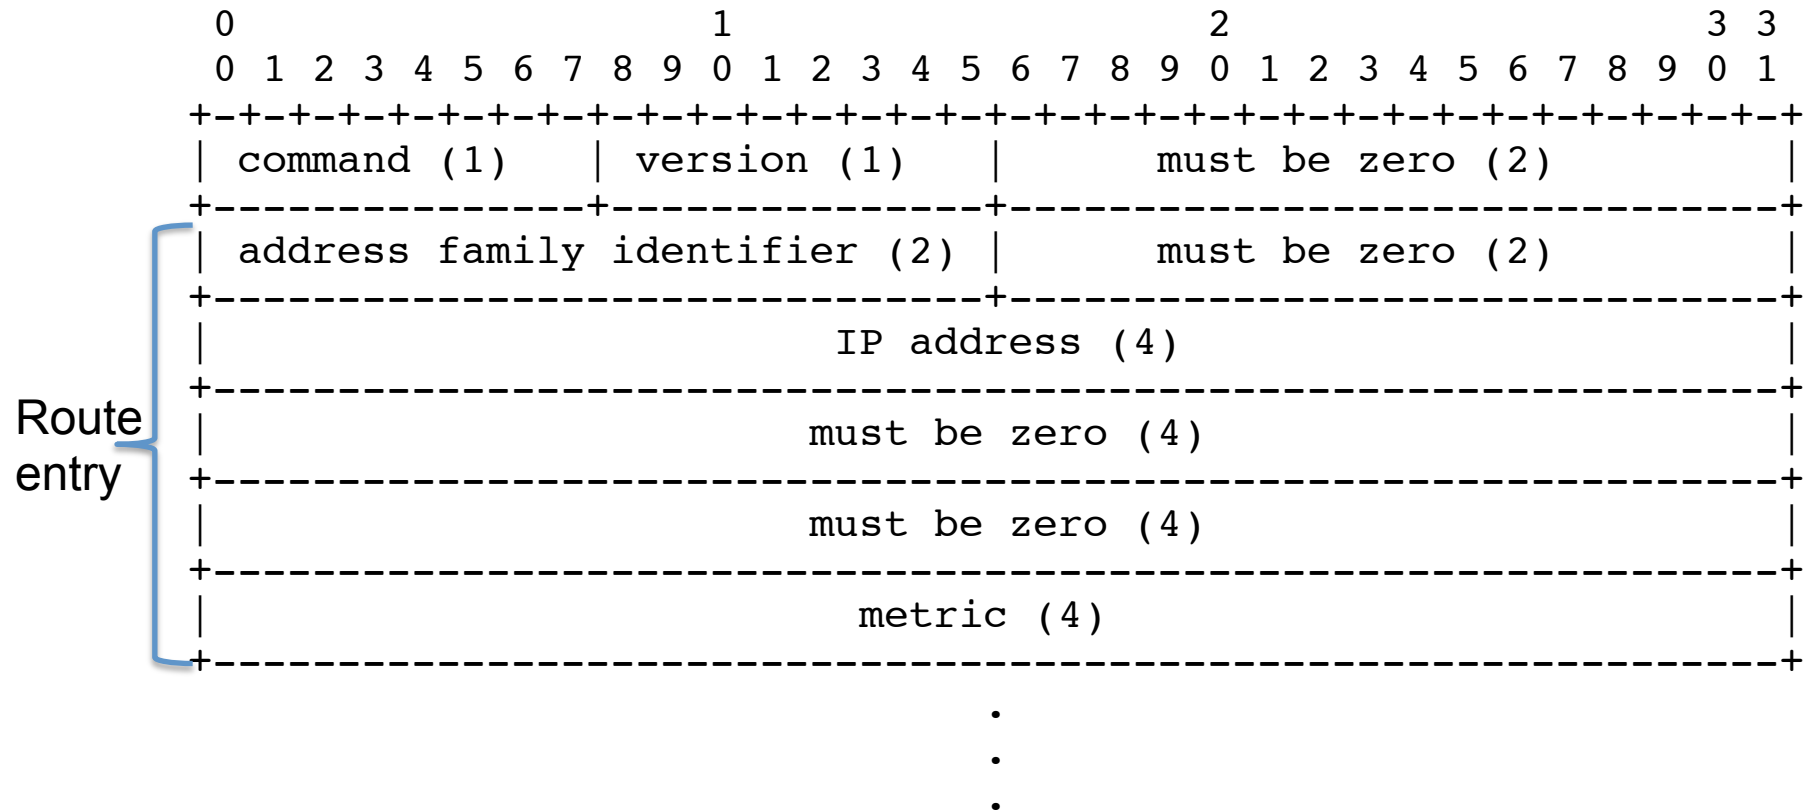 0 1 2 3 3
0 1 2 3 4 5 6 7 8 9 0 1 2 3 4 5 6 7 8 9 0 1 2 3 4 5 6 7 8 9 0 1
+-+-+-+-+-+-+-+-+-+-+-+-+-+-+-+-+-+-+-+-+-+-+-+-+-+-+-+-+-+-+-+-+
| command (1) | version (1) | must be zero (2) |
+---------------+---------------+-------------------------------+
| address family identifier (2) | must be zero (2) |
+-------------------------------+-------------------------------+
| IP address (4) |
+---------------------------------------------------------------+
Route
| must be zero (4) |
entry
+---------------------------------------------------------------+
| must be zero (4) |
+---------------------------------------------------------------+
| metric (4) |
+---------------------------------------------------------------+
.
.
.